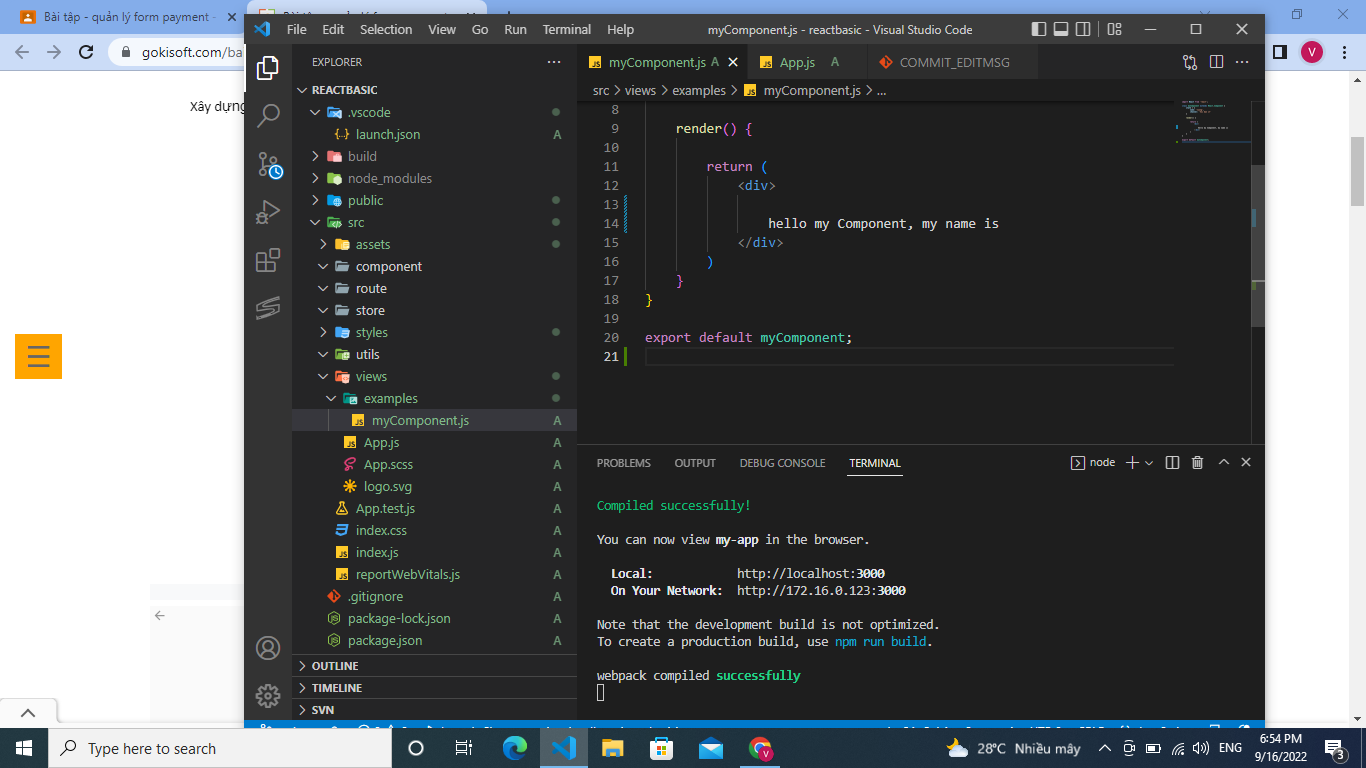 Bài tập - quản lý form payment -
gokisoft.com/ba
Xây dựng
File Edit Selection View Go Run Terminal Help
myComponent.js - reactbasic - Visual Studio Code
EXPLORER
REACTBASIC
.vscode
launch.json A
build
node_modules
public
src
assets
component
route
store
styles
utils
views
examples
myComponent.js A
App.js A
App.scss A
logo.svg A
App.test.js A
index.css A
index.js A
reportWebVitals.js A
.gitignore A
package-lock.json A
package.json A
OUTLINE
TIMELINE
SVN
myComponent.js A App.js A COMMIT_EDITMSG
src > views > examples > myComponent.js > ...
8
9 render() {
10
11 return (
12 <div>
13
14 hello my Component, my name is
15 </div>
16 )
17 }
18 }
19
20 export default myComponent;
21
PROBLEMS OUTPUT DEBUG CONSOLE TERMINAL node
Compiled successfully!
You can now view my-app in the browser.
Local: http://localhost:3000
On Your Network: http://172.16.0.123:3000
Note that the development build is not optimized.
To create a production build, use npm run build.
webpack compiled successfully
V
Type here to search
V
28°C Nhiều mây
ENG
6:54 PM
9/16/2022
3